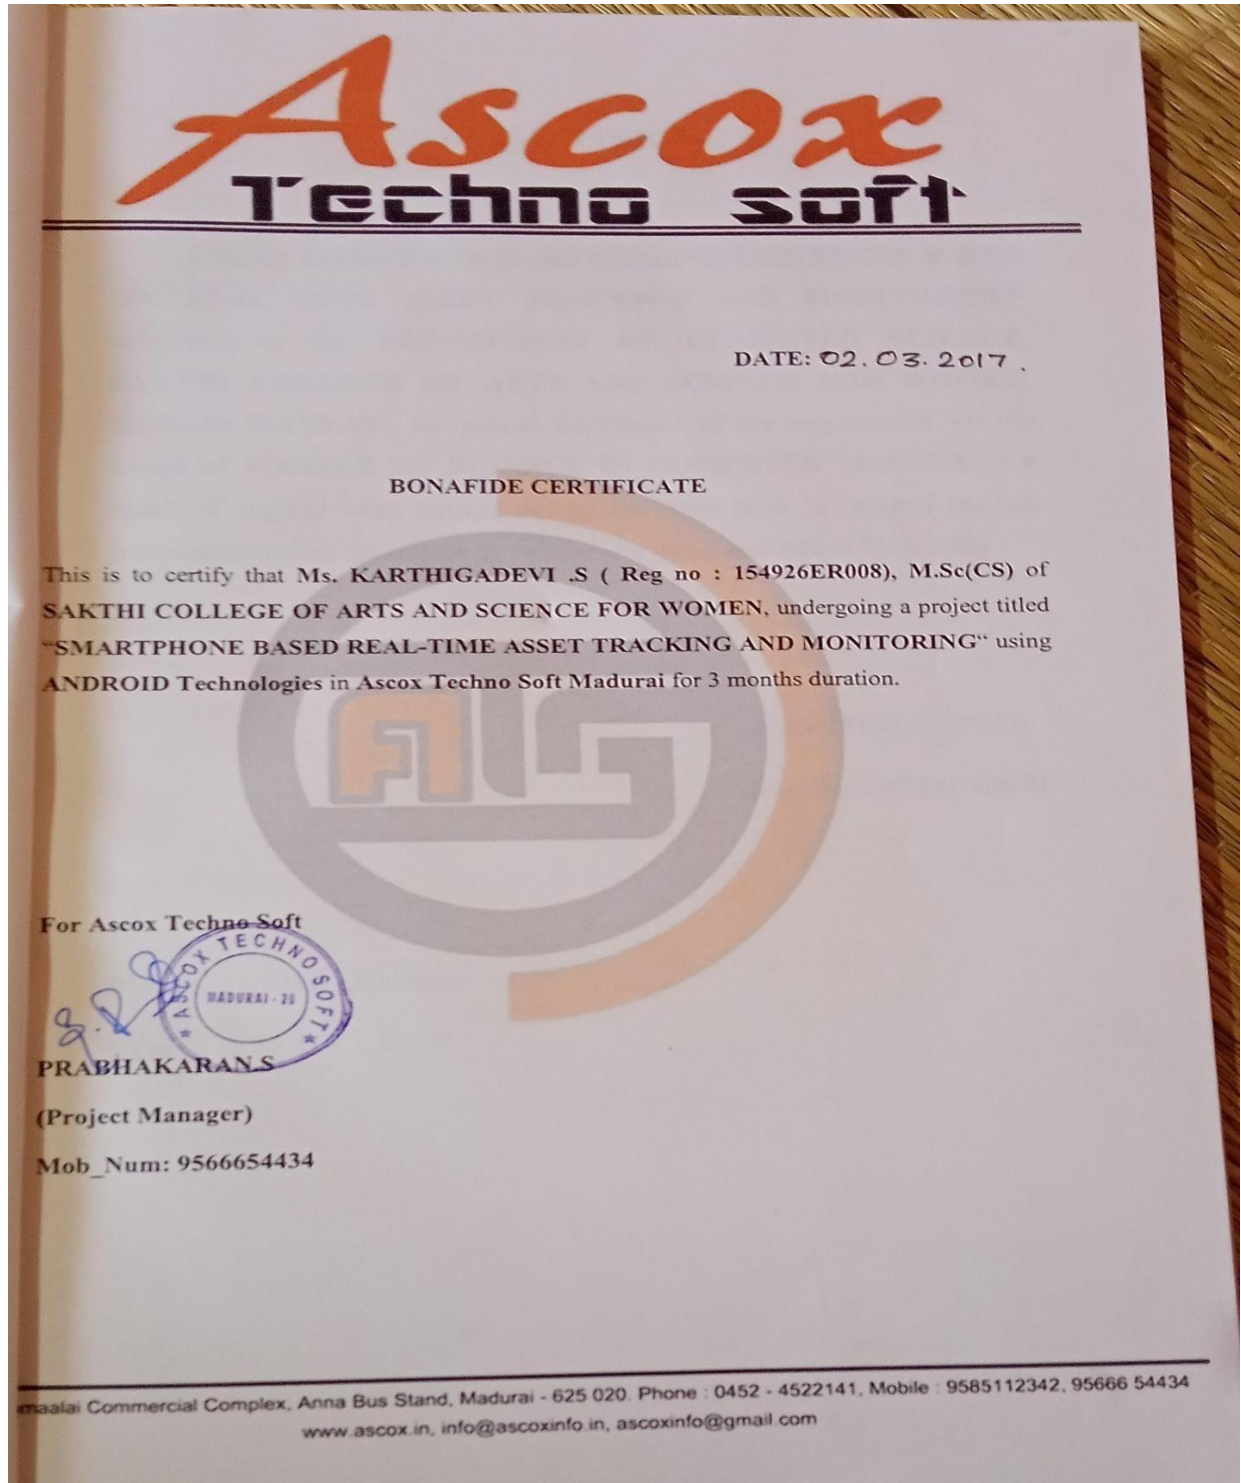 Ascox
Techno soft
DATE: 02.03.2017.
BONAFIDE CERTIFICATE
This is to certify that Ms. KARTHIGADEVI .S ( Reg no : 154926ER008), M.Sc(CS) of
SAKTHI COLLEGE OF ARTS AND SCIENCE FOR WOMEN, undergoing a project titled
“SMARTPHONE BASED REAL-TIME ASSET TRACKING AND MONITORING“ using
ANDROID Technologies in Ascox Techno Soft Madurai for 3 months duration.
For Ascox Techno Soft
ASCOX TECHNOSOFT
MADURAI - 20
PRABHAKARAN.S
(Project Manager)
Mob_Num: 9566654434
Commercial Complex, Anna Bus Stand, Madurai - 625 020. Phone : 0452 - 4522141, Mobile : 9585112342, 95666 54434
www.ascox.in, info@ascoxinfo.in, ascoxinfo@gmail.com